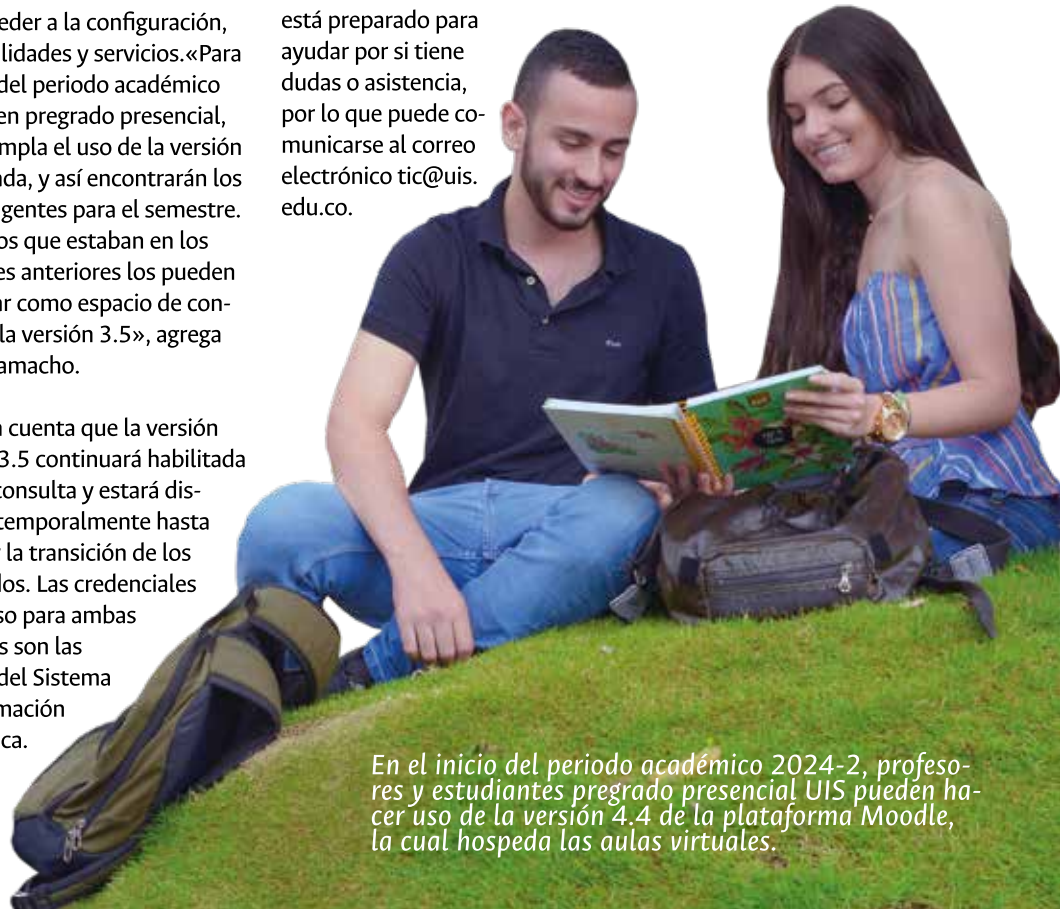 eder a la configuración,
lidades y servicios.«Para
del periodo académico
en pregrado presencial,
mpla el uso de la versión
ada, y así encontrarán los
gentes para el semestre.
os que estaban en los
es anteriores los pueden
ar como espacio de con-
la versión 3.5», agrega
amacho.
cuenta que la versión
3.5 continuará habilitada
consulta y estará dis-
temporalmente hasta
la transición de los
los. Las credenciales
so para ambas
s son las
del Sistema
mación
ca.
está preparado para
ayudar por si tiene
dudas o asistencia,
por lo que puede co-
municarse al correo
electrónico tic@uis.
edu.co.
En el inicio del periodo académico 2024-2, profeso-
res y estudiantes pregrado presencial UIS pueden ha-
cer uso de la versión 4.4 de la plataforma Moodle,
la cual hospeda las aulas virtuales.